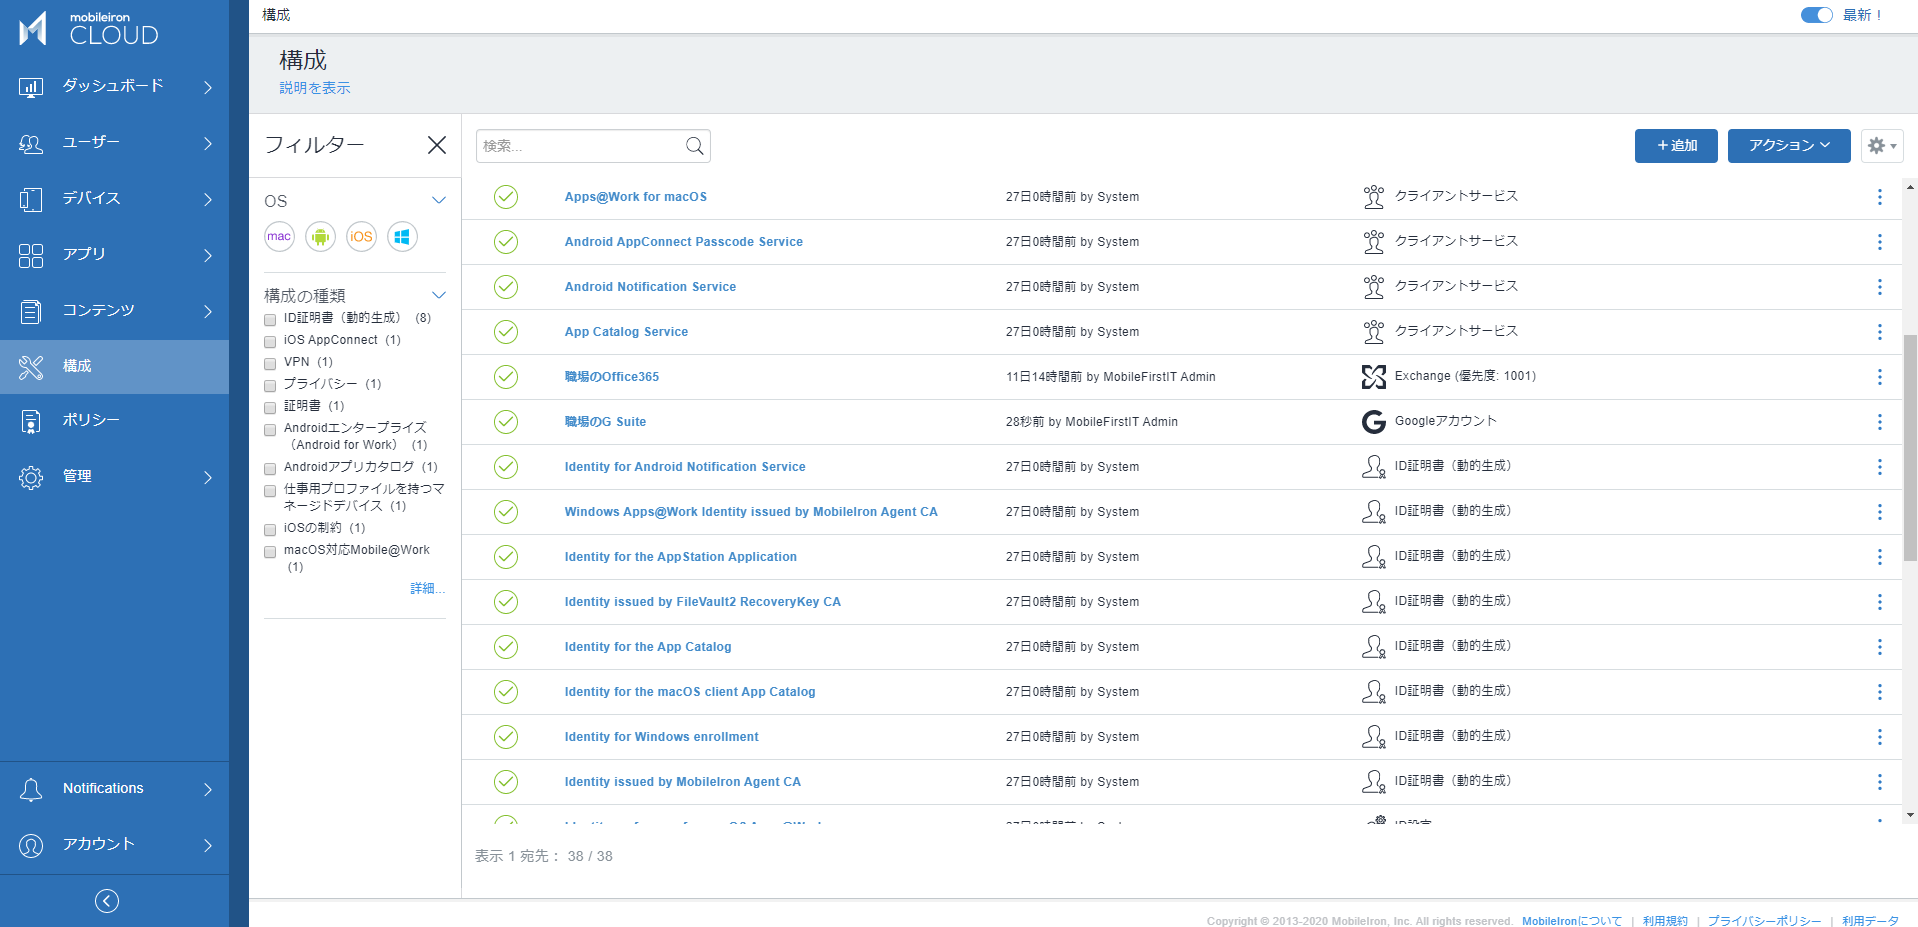 mobileiron
CLOUD
ダッシュボード
ユーザー
デバイス
アプリ
コンテンツ
構成
ポリシー
管理
Notifications
アカウント
構成
最新！
構成
説明を表示
フィルター
OS
mac
iOS
構成の種類
ID証明書（動的生成） (8)
iOS AppConnect (1)
VPN (1)
プライバシー (1)
証明書 (1)
Androidエンタープライズ
（Android for Work） (1)
Androidアプリカタログ (1)
仕事用プロファイルを持つマ
ネージドデバイス (1)
iOSの制約 (1)
macOS対応Mobile@Work
(1)
詳細...
検索...
＋追加
アクション
Apps@Work for macOS 27日0時間前 by System クライアントサービス
Android AppConnect Passcode Service 27日0時間前 by System クライアントサービス
Android Notification Service 27日0時間前 by System クライアントサービス
App Catalog Service 27日0時間前 by System クライアントサービス
職場のOffice365 11日14時間前 by MobileFirstIT Admin Exchange (優先度: 1001)
職場のG Suite 28秒前 by MobileFirstIT Admin Googleアカウント
Identity for Android Notification Service 27日0時間前 by System ID証明書（動的生成）
Windows Apps@Work Identity issued by MobileIron Agent CA 27日0時間前 by System ID証明書（動的生成）
Identity for the AppStation Application 27日0時間前 by System ID証明書（動的生成）
Identity issued by FileVault2 RecoveryKey CA 27日0時間前 by System ID証明書（動的生成）
Identity for the App Catalog 27日0時間前 by System ID証明書（動的生成）
Identity for the macOS client App Catalog 27日0時間前 by System ID証明書（動的生成）
Identity for Windows enrollment 27日0時間前 by System ID証明書（動的生成）
Identity issued by MobileIron Agent CA 27日0時間前 by System ID証明書（動的生成）
表示 1 宛先： 38 / 38
Copyright © 2013-2020 MobileIron, Inc. All rights reserved. MobileIronについて | 利用規約 | プライバシーポリシー | 利用データ